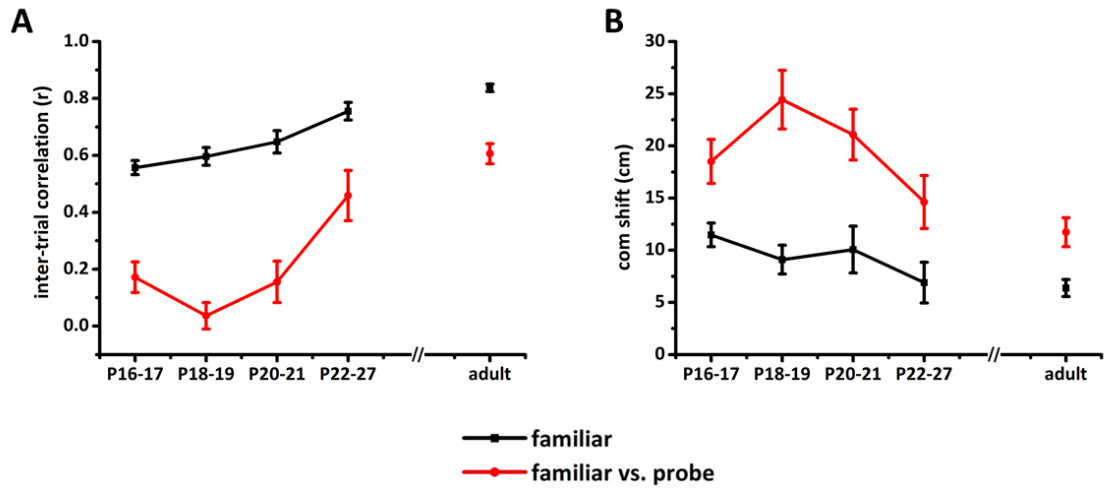 A
inter-trial correlation (r)
1.0
0.8
0.6
0.4
0.2
0.0
P16-17 P18-19 P20-21 P22-27 // adult
B
com shift (cm)
30
25
20
15
10
5
0
P16-17 P18-19 P20-21 P22-27 // adult
familiar
familiar vs. probe